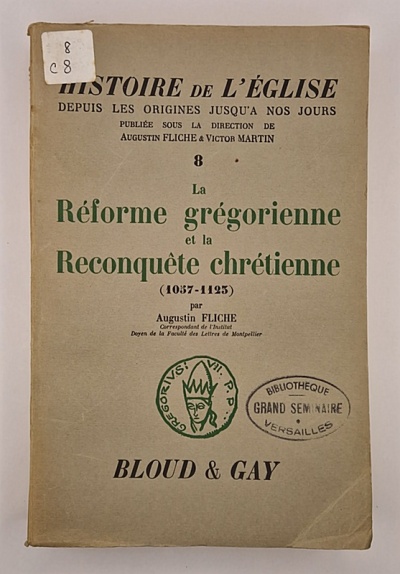 8
c 8
HISTOIRE DE L'ÉGLISE
DEPUIS LES ORIGINES JUSQU'A NOS JOURS
PUBLIÉE SOUS LA DIRECTION DE
AUGUSTIN FLICHE & VICTOR MARTIN
8
La
Réforme grégorienne
et la
Reconquête chrétienne
(1057-1123)
par
Augustin FLICHE
Correspondant de l'Institut
Doyen de la Faculté des Lettres de Montpellier
GREGORIVS VII. P.P.
BIBLIOTHEQUE
GRAND SEMINAIRE
VERSAILLES
BLOUD & GAY